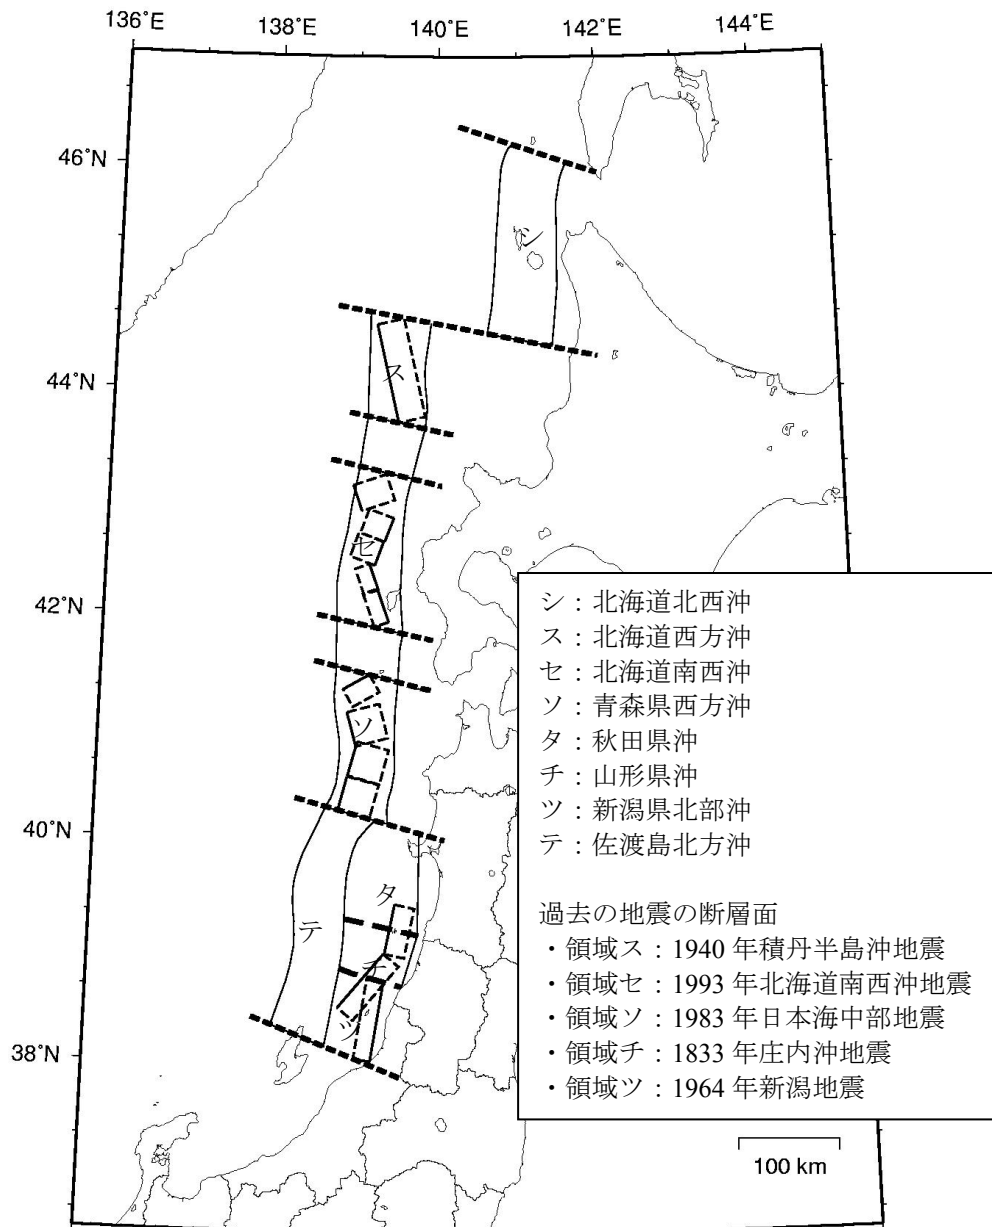 136˚E
138˚E
140˚E
142˚E
144˚E
46˚N
44˚N
42˚N
40˚N
38˚N
シ
ス
セ
ソ
タ
テ
チ
ツ
シ：北海道北西沖
ス：北海道西方沖
セ：北海道南西沖
ソ：青森県西方沖
タ：秋田県沖
チ：山形県沖
ツ：新潟県北部沖
テ：佐渡島北方沖
過去の地震の断層面
・領域ス：1940 年積丹半島沖地震
・領域セ：1993 年北海道南西沖地震
・領域ソ：1983 年日本海中部地震
・領域チ：1833 年庄内沖地震
・領域ツ：1964 年新潟地震
100 km